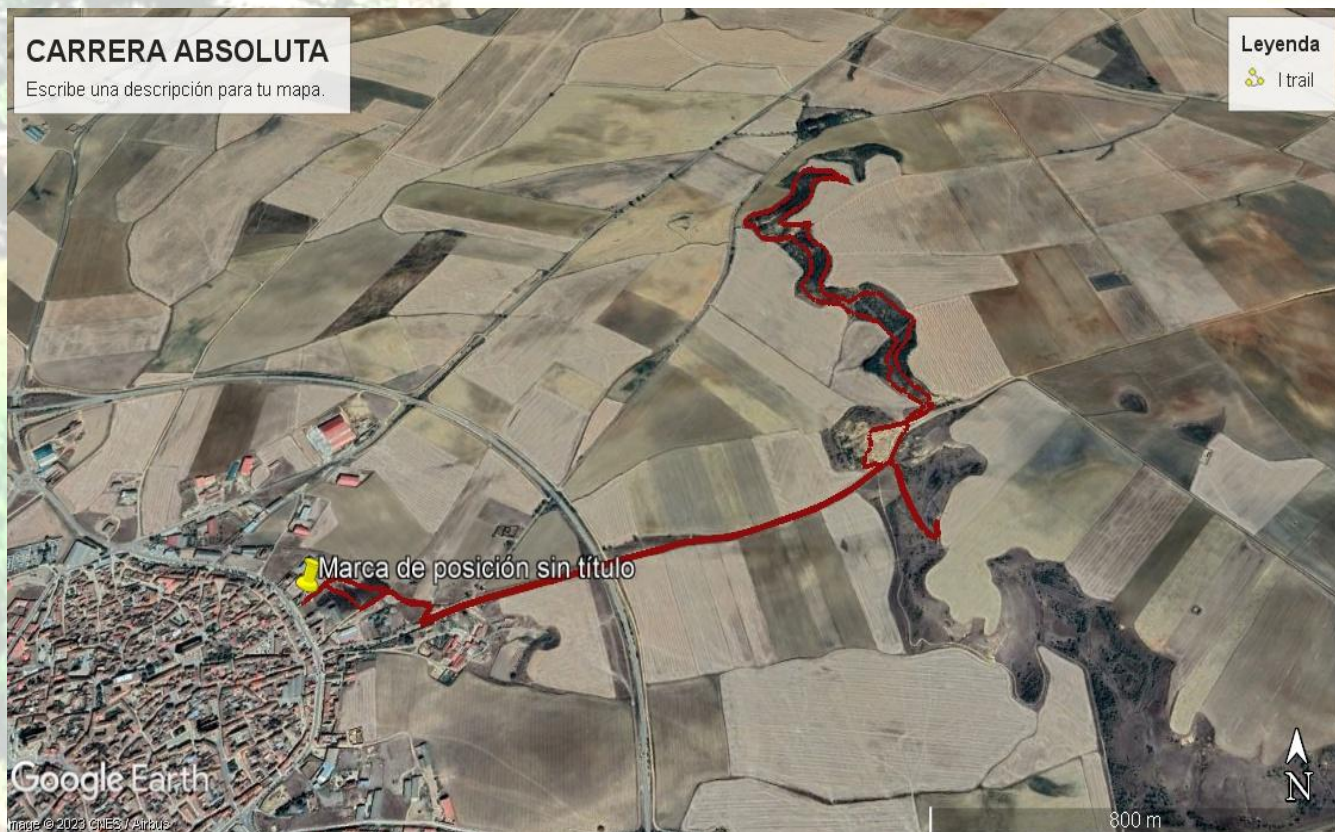 CARRERA ABSOLUTA
Escribe una descripción para tu mapa.
Leyenda
I trail
Marca de posición sin título
Google Earth
Image © 2023 CNES / Airbus
800 m
N